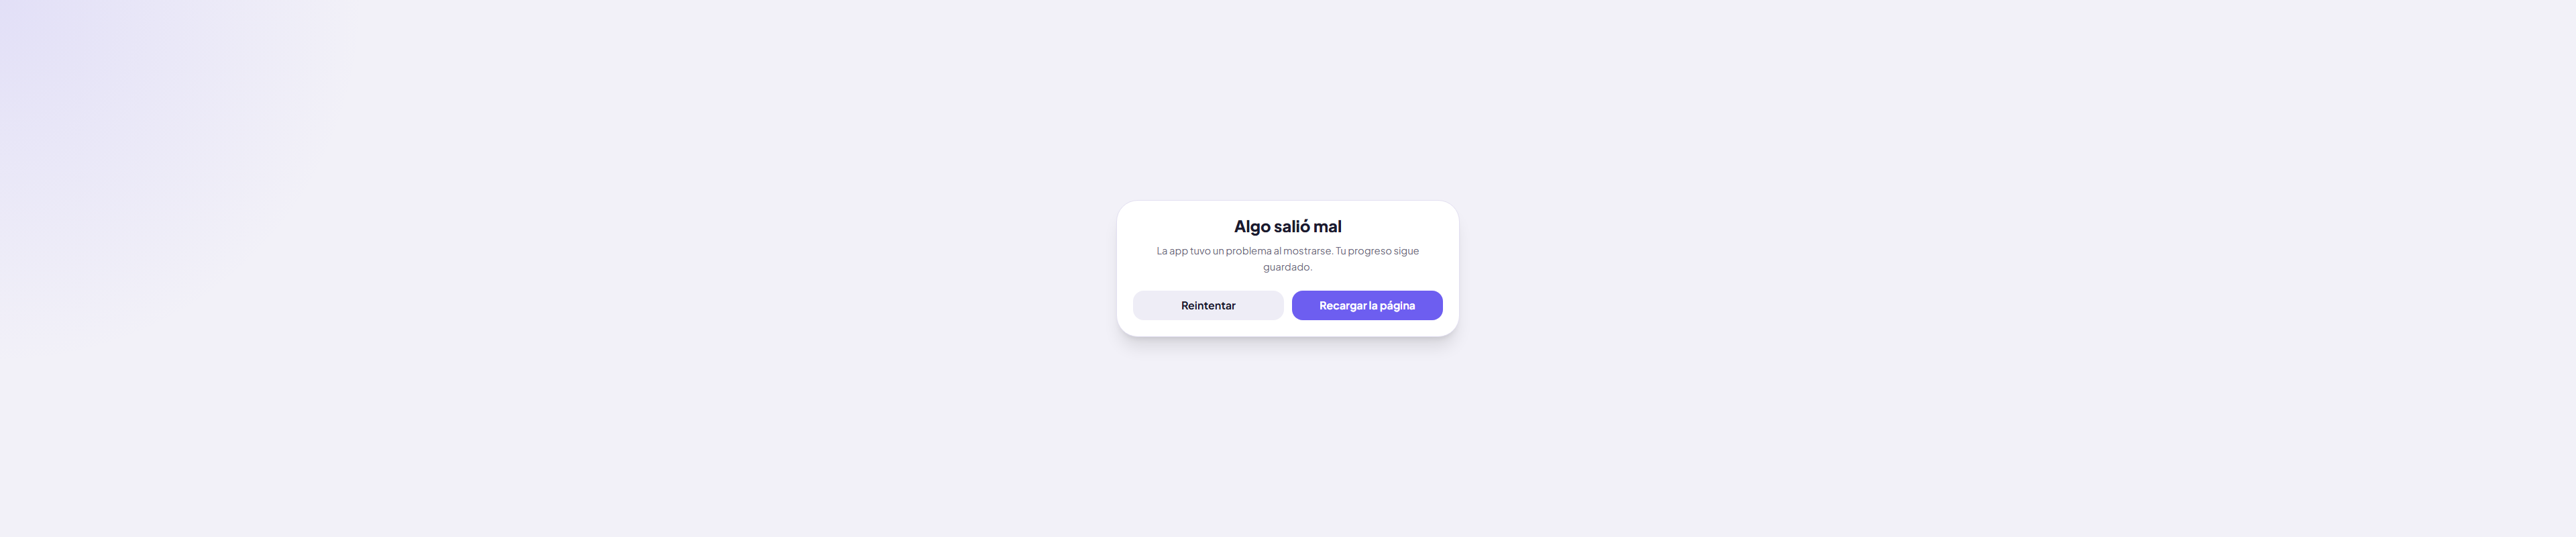 Algo salió mal
La app tuvo un problema al mostrarse. Tu progreso sigue
guardado.
Reintentar
Recargar la página